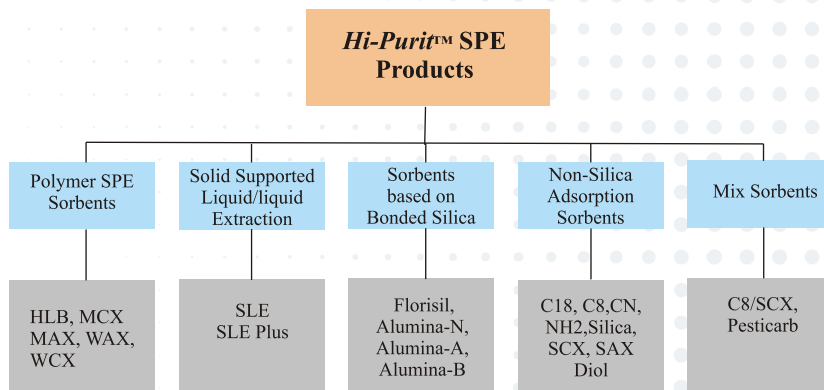 Hi-Purit™ SPE
Products
Polymer SPE
Sorbents
Solid Supported
Liquid/liquid
Extraction
Sorbents
based on
Bonded Silica
Non-Silica
Adsorption
Sorbents
Mix Sorbents
HLB, MCX
MAX, WAX,
WCX
SLE
SLE Plus
Florisil,
Alumina-N,
Alumina-A,
Alumina-B
C18, C8,CN,
NH2,Silica,
SCX, SAX
Diol
C8/SCX,
Pesticarb